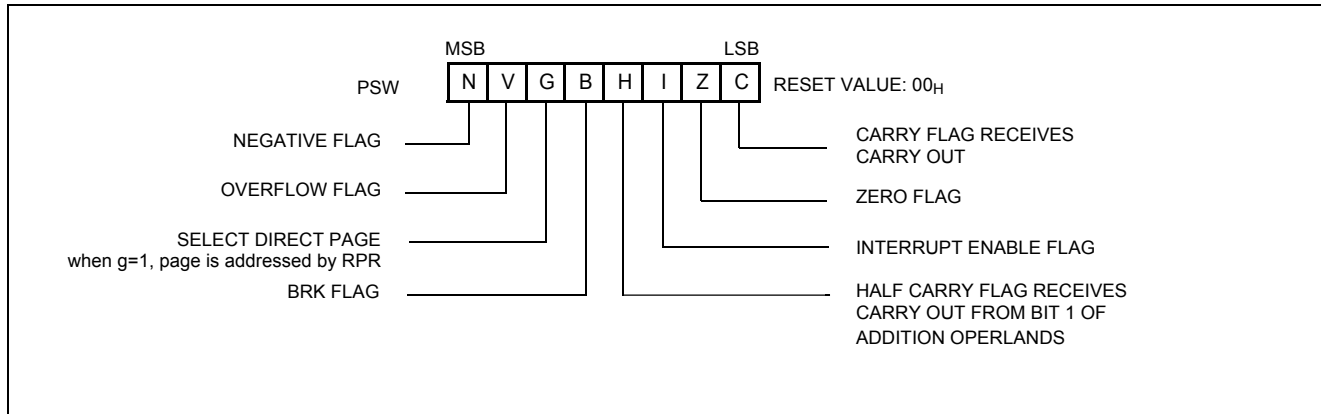 MSB LSB
PSW N V G B H I Z C RESET VALUE: 00H
NEGATIVE FLAG
OVERFLOW FLAG
SELECT DIRECT PAGE
when g=1, page is addressed by RPR
BRK FLAG
CARRY FLAG RECEIVES
CARRY OUT
ZERO FLAG
INTERRUPT ENABLE FLAG
HALF CARRY FLAG RECEIVES
CARRY OUT FROM BIT 1 OF
ADDITION OPERLANDS